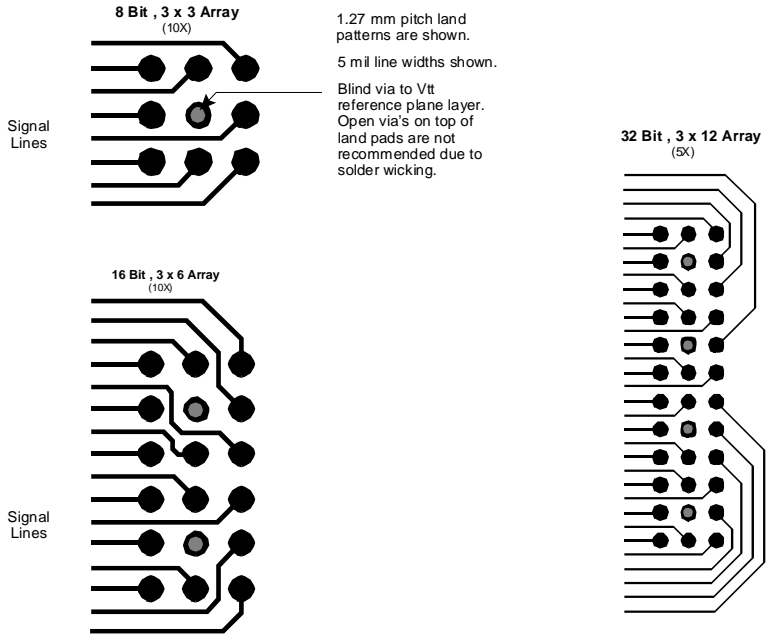 8 Bit , 3 x 3 Array
(10X)
1.27 mm pitch land
patterns are shown.
5 mil line widths shown.
Blind via to Vtt
reference plane layer.
Open via's on top of
land pads are not
recommended due to
solder wicking.
Signal
Lines
32 Bit , 3 x 12 Array
(5X)
16 Bit , 3 x 6 Array
(10X)
Signal
Lines